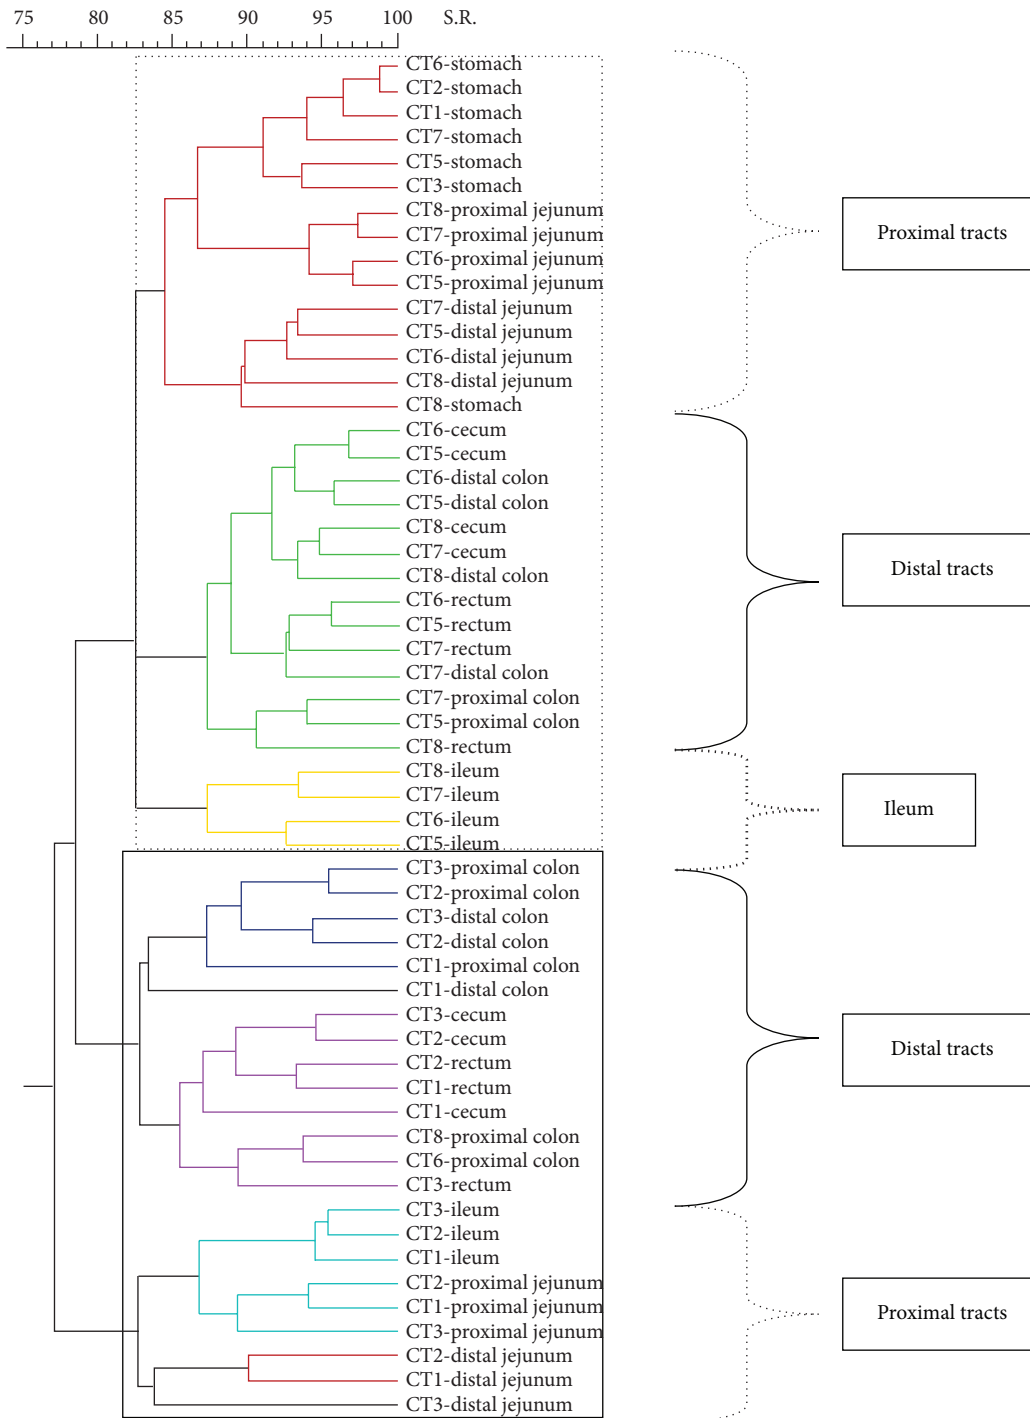 75 80 85 90 95 100 S.R.
CT6-stomach
CT2-stomach
CT1-stomach
CT7-stomach
CT5-stomach
CT3-stomach
CT8-proximal jejunum
CT7-proximal jejunum
CT6-proximal jejunum
CT5-proximal jejunum
CT7-distal jejunum
CT5-distal jejunum
CT6-distal jejunum
CT8-distal jejunum
CT8-stomach
CT6-cecum
CT5-cecum
CT6-distal colon
CT5-distal colon
CT8-cecum
CT7-cecum
CT8-distal colon
CT6-rectum
CT5-rectum
CT7-rectum
CT7-distal colon
CT7-proximal colon
CT5-proximal colon
CT8-rectum
CT8-ileum
CT7-ileum
CT6-ileum
CT5-ileum
CT3-proximal colon
CT2-proximal colon
CT3-distal colon
CT2-distal colon
CT1-proximal colon
CT1-distal colon
CT3-cecum
CT2-cecum
CT2-rectum
CT1-rectum
CT1-cecum
CT8-proximal colon
CT6-proximal colon
CT3-rectum
CT3-ileum
CT2-ileum
CT1-ileum
CT2-proximal jejunum
CT1-proximal jejunum
CT3-proximal jejunum
CT2-distal jejunum
CT1-distal jejunum
CT3-distal jejunum
Proximal tracts
Distal tracts
Ileum
Distal tracts
Proximal tracts